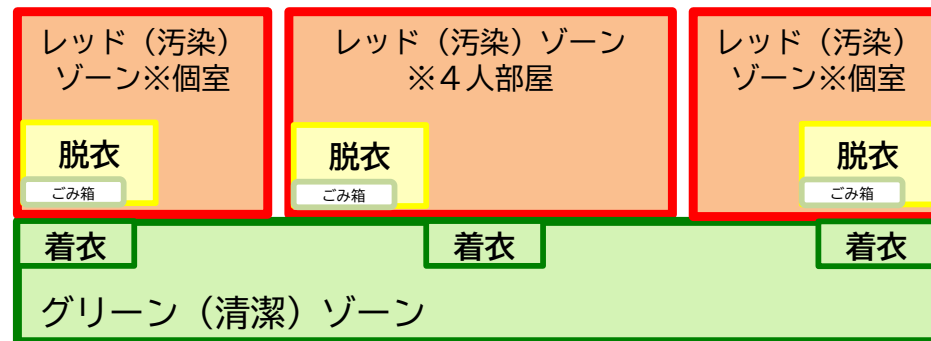 レッド（汚染）
ゾーン※個室
脱衣
ごみ箱
レッド（汚染）ゾーン
※４人部屋
脱衣
ごみ箱
レッド（汚染）
ゾーン※個室
脱衣
ごみ箱
着衣
着衣
着衣
グリーン（清潔）ゾーン